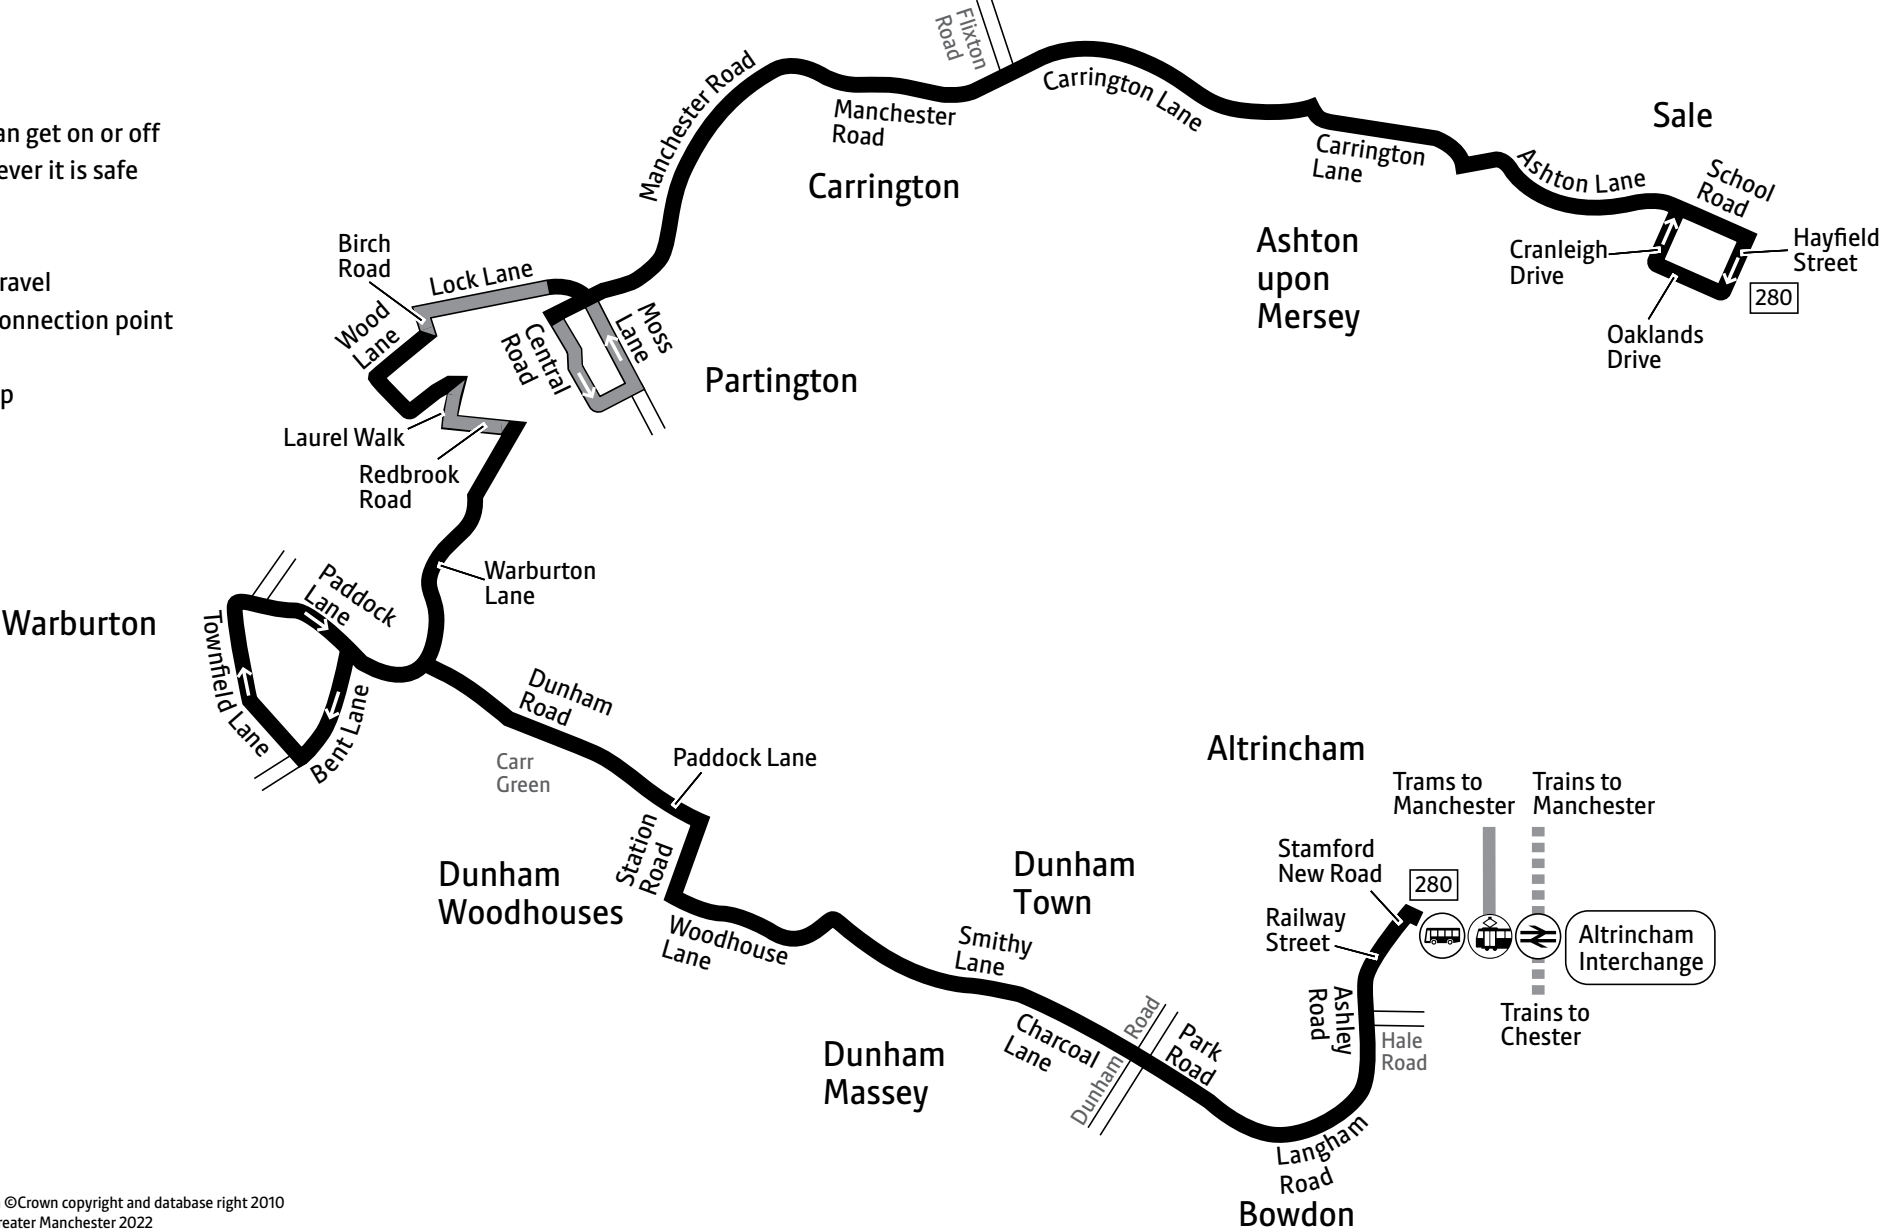 an get on or off
ever it is safe
ravel
onnection point
p
Flixton
Road
Manchester Road
Manchester
Road
Carrington
Carrington Lane
Carrington
Lane
Sale
Ashton Lane
School
Road
Cranleigh
Drive
Hayfield
Street
280
Oaklands
Drive
Ashton
upon
Mersey
Birch
Road
Lock Lane
Wood
Lane
Central
Road
Moss
Lane
Partington
Laurel Walk
Redbrook
Road
Warburton
Lane
Warburton
Paddock
Lane
Townfield Lane
Bent Lane
Dunham
Road
Carr
Green
Paddock Lane
Station
Road
Dunham
Woodhouses
Woodhouse
Lane
Dunham
Town
Smithy
Lane
Dunham
Massey
Charcoal
Lane
Dunham Road
Park
Road
Altrincham
Trams to
Manchester
Trains to
Manchester
Stamford
New Road
280
Railway
Street
Altrincham
Interchange
Trains to
Chester
Ashley
Road
Hale
Road
Langham
Road
Bowdon
©Crown copyright and database right 2010
reater Manchester 2022